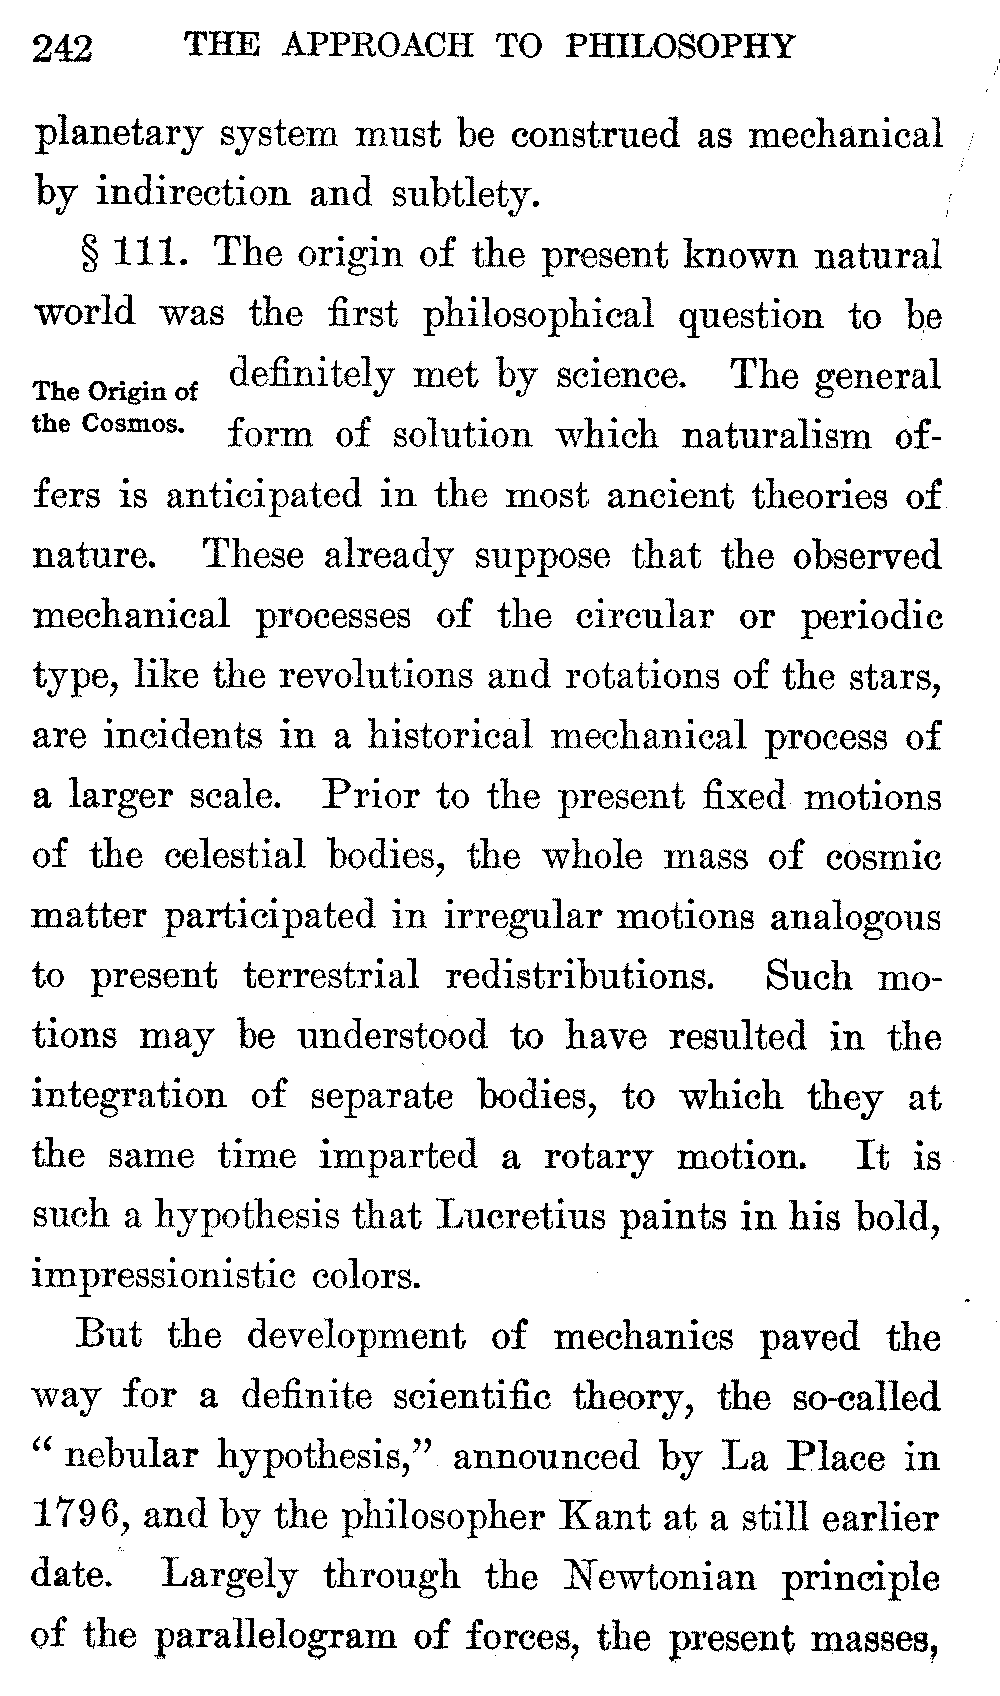 242 THE APPROACH TO PHILOSOPHY
planetary system must be construed as mechanical
by indirection and subtlety.
§ 111. The origin of the present known natural
world was the first philosophical question to be
The Origin of
the Cosmos.
definitely met by science. The general
form of solution which naturalism of-
fers is anticipated in the most ancient theories of
nature. These already suppose that the observed
mechanical processes of the circular or periodic
type, like the revolutions and rotations of the stars,
are incidents in a historical mechanical process of
a larger scale. Prior to the present fixed motions
of the celestial bodies, the whole mass of cosmic
matter participated in irregular motions analogous
to present terrestrial redistributions. Such mo-
tions may be understood to have resulted in the
integration of separate bodies, to which they at
the same time imparted a rotary motion. It is
such a hypothesis that Lucretius paints in his bold,
impressionistic colors.
But the development of mechanics paved the
way for a definite scientific theory, the so-called
“ nebular hypothesis,” announced by La Place in
1796, and by the philosopher Kant at a still earlier
date. Largely through the Newtonian principle
of the parallelogram of forces, the present masses,